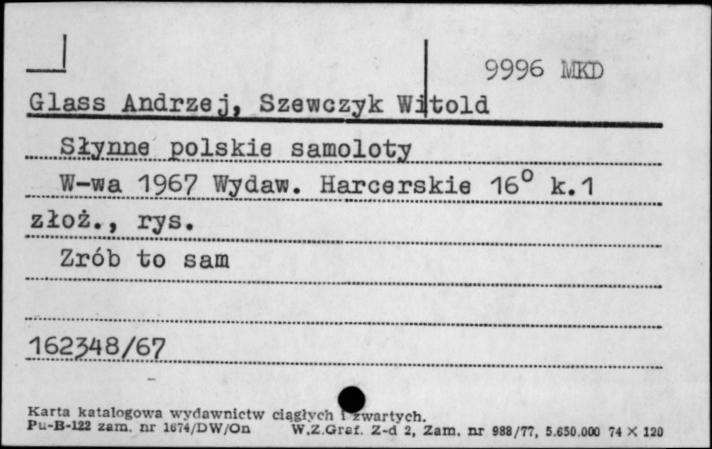 9996 MKD
Glass Andrzej, Szewczyk Witold
Słynne polskie samoloty
W-wa 1967 Wydaw. Harcerskie 16° k.1
złoż., rys.
Zrób to sam
162348/67
Karta katalogowa wydawnictw ciągłych i zwartych.
Pu-B-122 zam. nr 1674/DW/On W.Z.Graf. Z-d 2, Zam. nr 988/77, 5.650.000 74 × 120